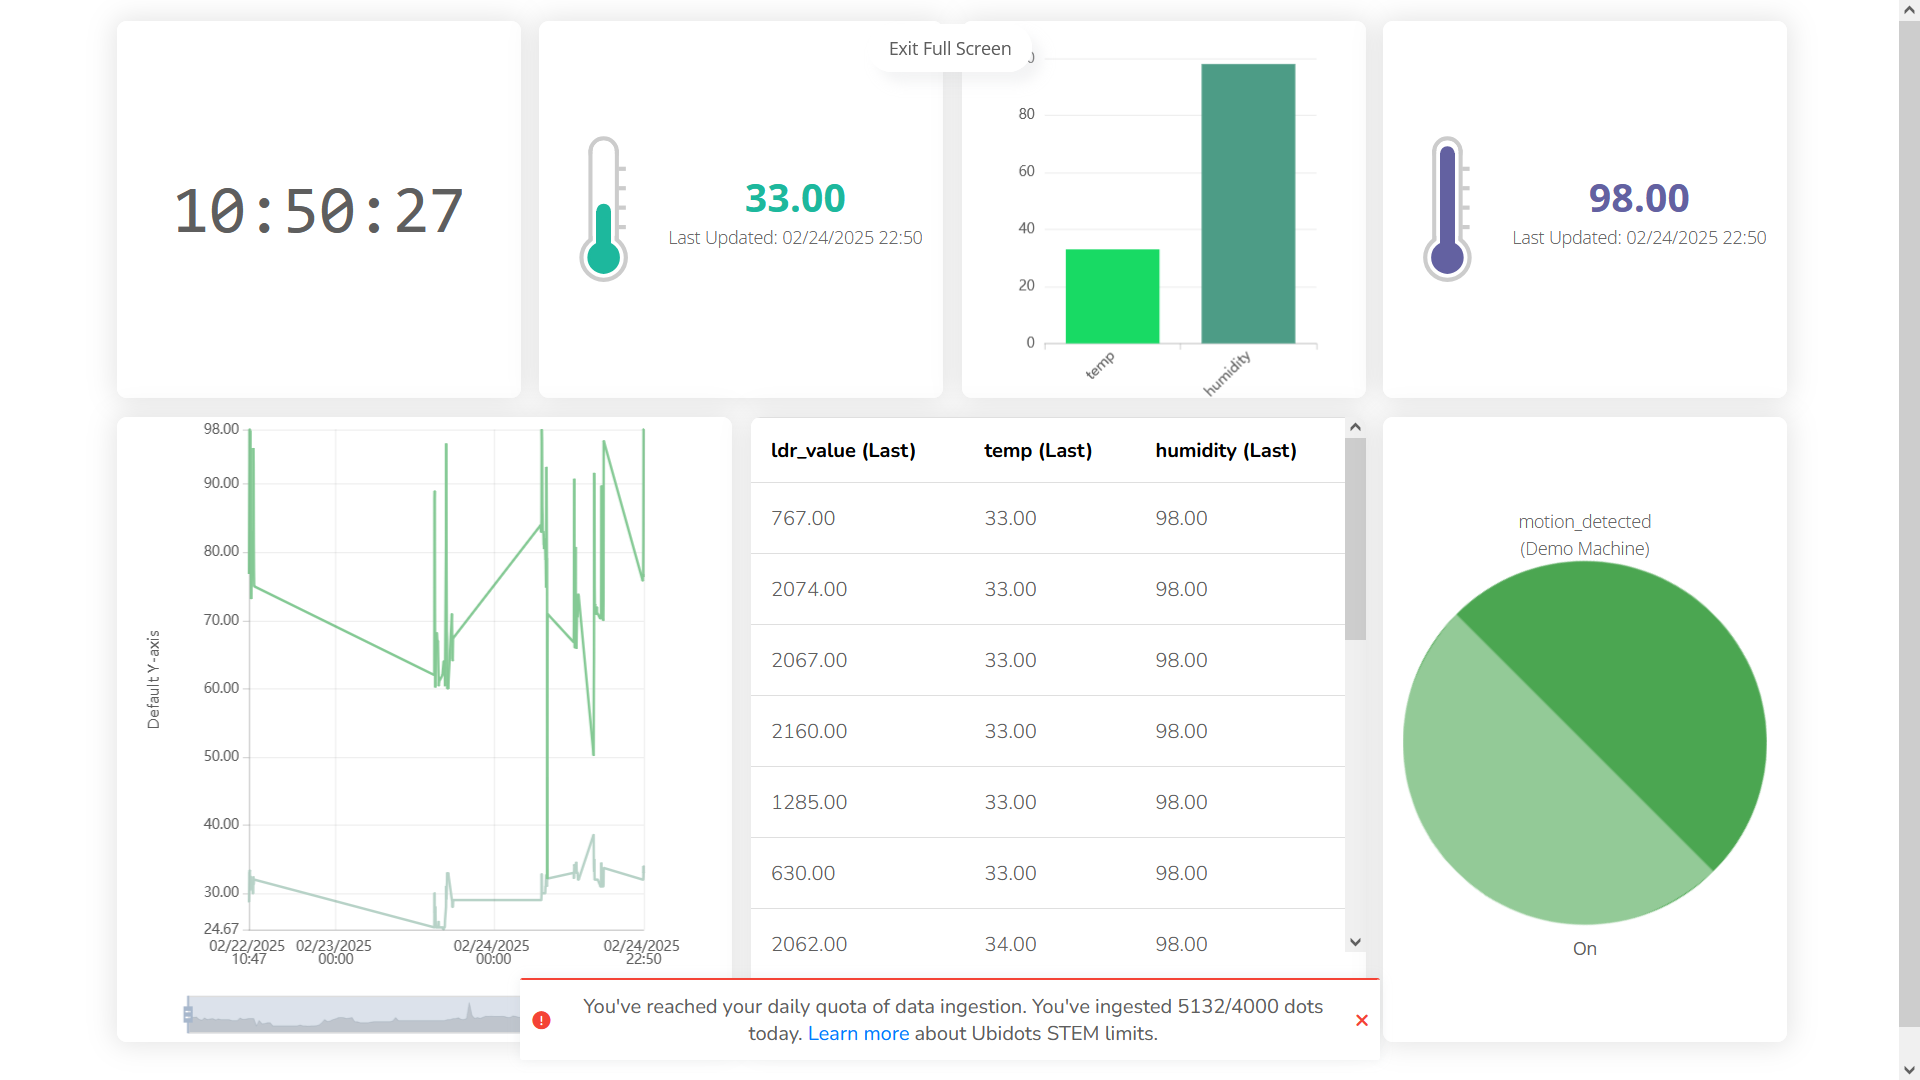 10:50:27
33.00
Last Updated: 02/24/2025 22:50
Exit Full Screen
80
60
40
20
0
temp
humidity
98.00
Last Updated: 02/24/2025 22:50
Default Y-axis
98.00
90.00
80.00
70.00
60.00
50.00
40.00
30.00
24.67
02/22/2025 02/23/2025 02/24/2025 02/24/2025
10:47 00:00 00:00 22:50
ldr_value (Last) temp (Last) humidity (Last)
767.00 33.00 98.00
2074.00 33.00 98.00
2067.00 33.00 98.00
2160.00 33.00 98.00
1285.00 33.00 98.00
630.00 33.00 98.00
2062.00 34.00 98.00
motion_detected
(Demo Machine)
On
You've reached your daily quota of data ingestion. You've ingested 5132/4000 dots
today. Learn more about Ubidots STEM limits.